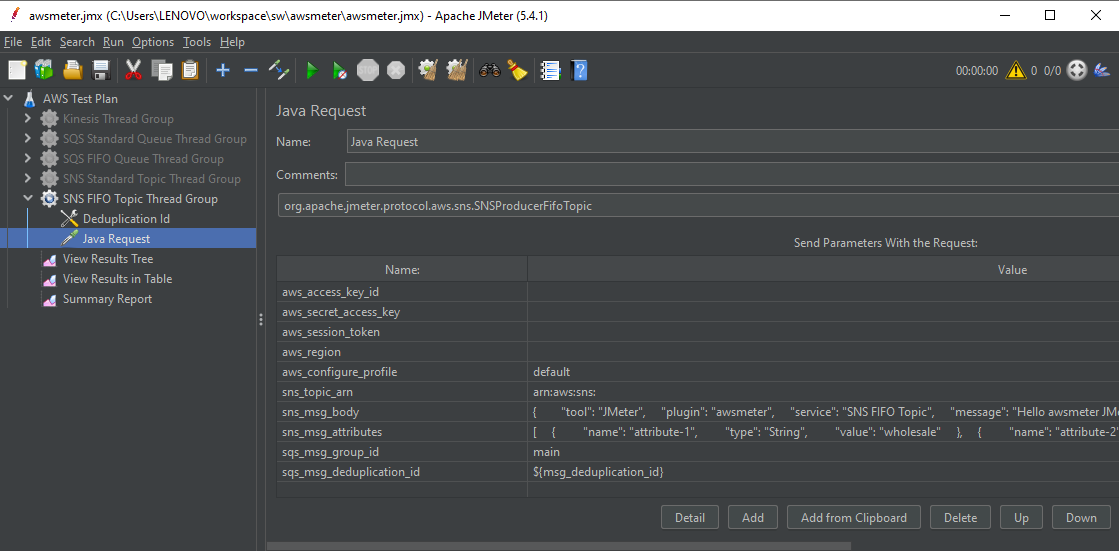 awsmeter.jmx (C:\Users\LENOVO\workspace\sw\awsmeter\awsmeter.jmx) - Apache JMeter (5.4.1)
File Edit Search Run Options Tools Help
STOP 00:00:00 0 0/0 ?
AWS Test Plan
Kinesis Thread Group
SQS Standard Queue Thread Group
SQS FIFO Queue Thread Group
SNS Standard Topic Thread Group
SNS FIFO Topic Thread Group
Deduplication Id
Java Request
View Results Tree
View Results in Table
Summary Report
Java Request
Name: Java Request
Comments:
org.apache.jmeter.protocol.aws.sns.SNSProducerFifoTopic
Send Parameters With the Request:
Name: Value
aws_access_key_id
aws_secret_access_key
aws_session_token
aws_region
aws_configure_profile default
sns_topic_arn arn:aws:sns:
sns_msg_body { "tool": "JMeter", "plugin": "awsmeter", "service": "SNS FIFO Topic", "message": "Hello awsmeter JMe
sns_msg_attributes [ { "name": "attribute-1", "type": "String", "value": "wholesale" }, { "name": "attribute-2"
sqs_msg_group_id main
sqs_msg_deduplication_id ${msg_deduplication_id}
Detail Add Add from Clipboard Delete Up Down